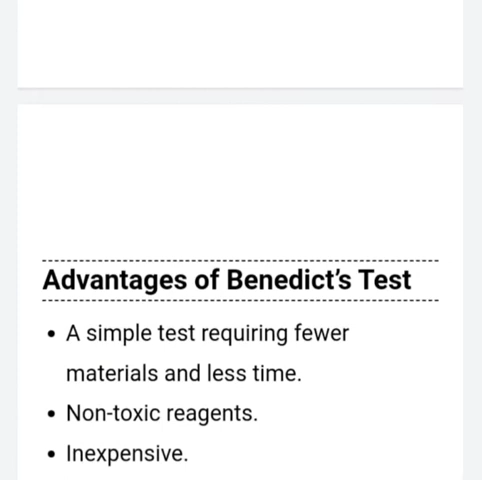 Advantages of Benedict’s Test
• A simple test requiring fewer
materials and less time.
• Non-toxic reagents.
• Inexpensive.